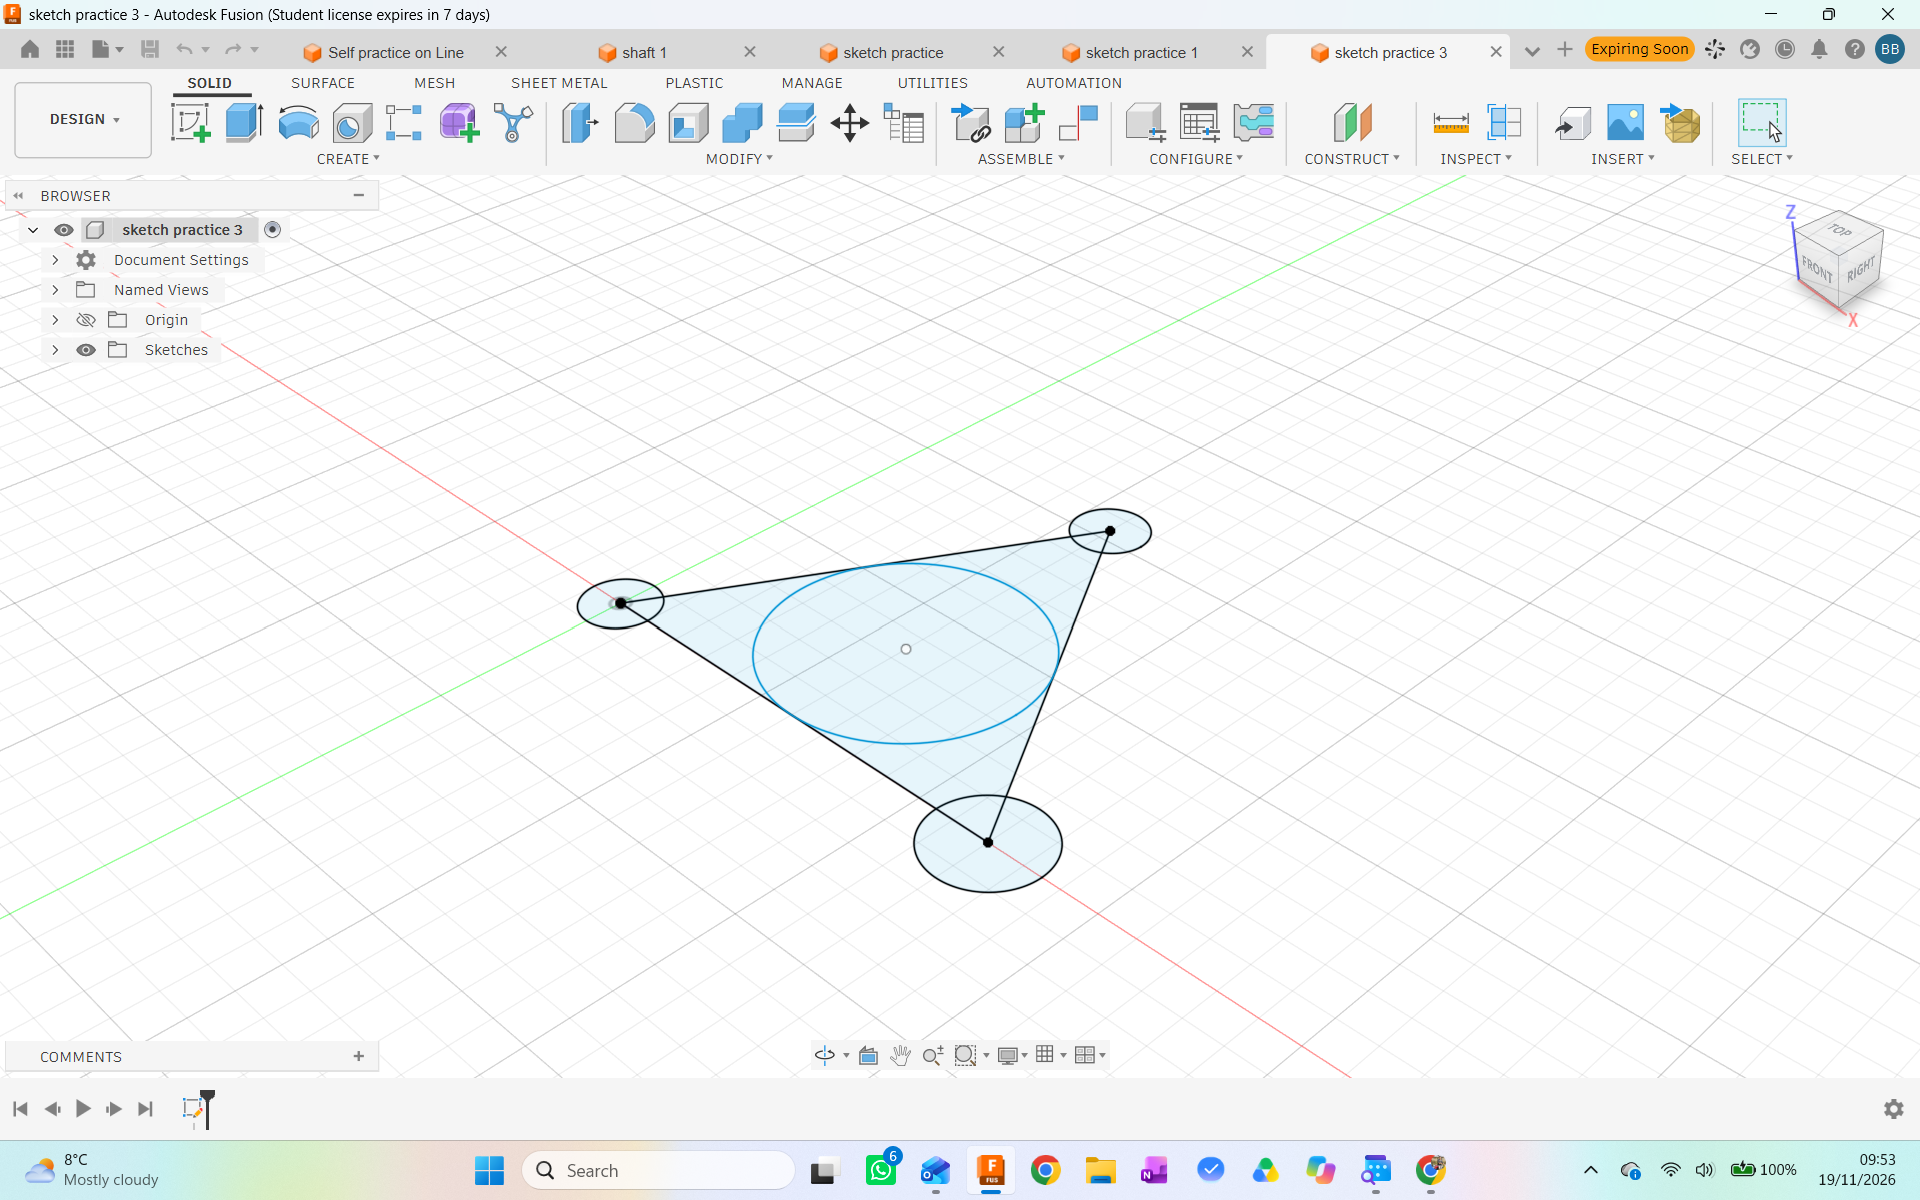 sketch practice 3 - Autodesk Fusion (Student license expires in 7 days)
Self practice on Line
shaft 1
sketch practice
sketch practice 1
sketch practice 3
Expiring Soon
BB
DESIGN
SOLID
SURFACE
MESH
SHEET METAL
PLASTIC
MANAGE
UTILITIES
AUTOMATION
CREATE
MODIFY
ASSEMBLE
CONFIGURE
CONSTRUCT
INSPECT
INSERT
SELECT
BROWSER
sketch practice 3
Document Settings
Named Views
Origin
Sketches
Z
TOP
FRONT
RIGHT
X
COMMENTS
8°C
Mostly cloudy
Search
6
FUS
100%
09:53
19/11/2026